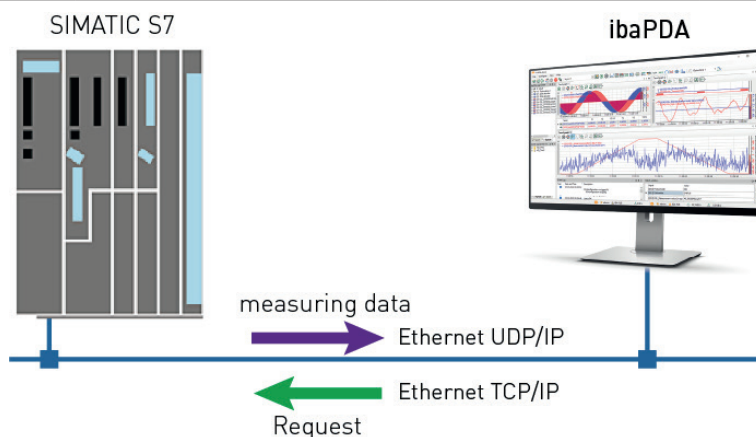 SIMATIC S7
ibaPDA
measuring data
Ethernet UDP/IP
Ethernet TCP/IP
Request